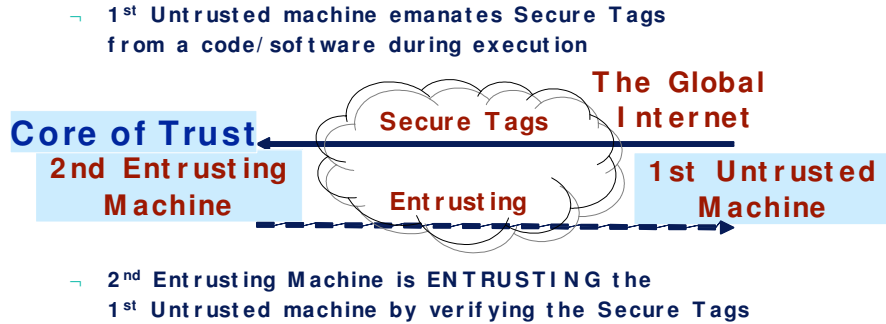 ¬ 1st Untrusted machine emanates Secure Tags
from a code/software during execution
The Global
Internet
Secure Tags
Core of Trust
2nd Entrusting
Machine
1st Untrusted
Machine
Entrusting
¬ 2nd Entrusting Machine is ENTRUSTING the
1st Untrusted machine by verifying the Secure Tags